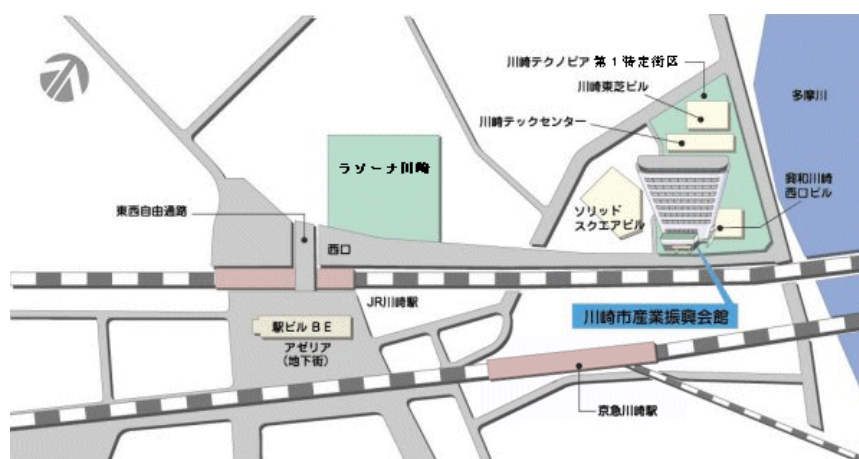 川崎テクノピア 第1特定街区
川崎東芝ビル
川崎テックセンター
多摩川
ラゾーナ川崎
興和川崎
西口ビル
東西自由通路
ソリッド
スクエアビル
西口
JR川崎駅
川崎市産業振興会館
駅ビルBE
アゼリア
(地下街)
京急川崎駅